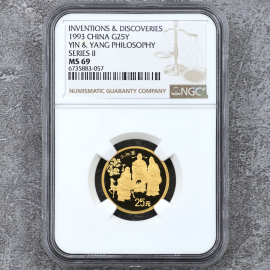 INVENTIONS & DISCOVERIES
1993 CHINA G25Y
YIN & YANG PHILOSOPHY
SERIES II
MS 69
6735883-057
NUMISMATIC GUARANTY COMPANY
NGC
25元